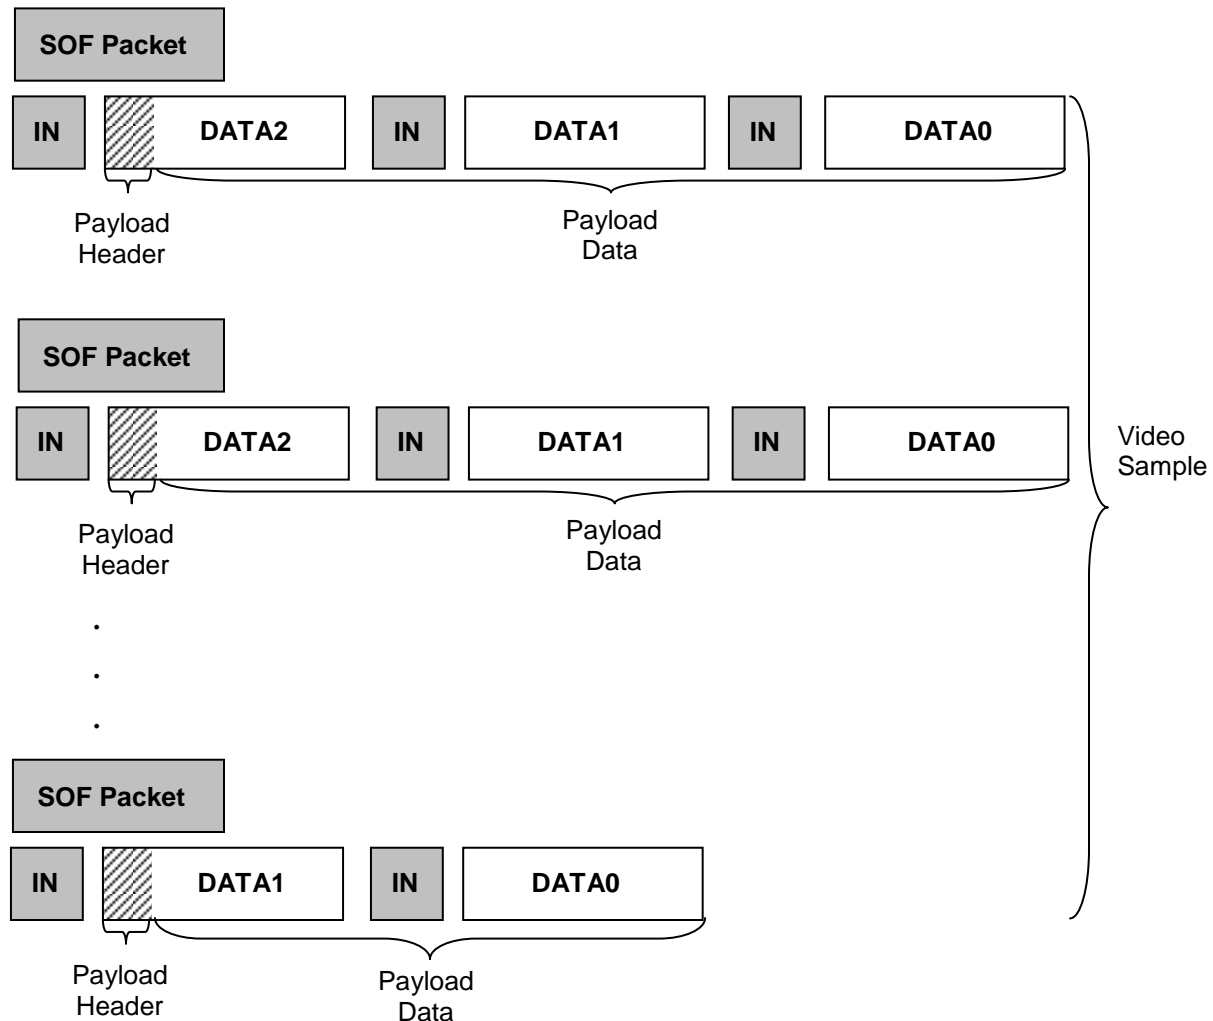 SOF Packet
IN DATA2 IN DATA1 IN DATA0
Payload
Header
Payload
Data
SOF Packet
IN DATA2 IN DATA1 IN DATA0
Payload
Header
Payload
Data
Video
Sample
.
.
.
SOF Packet
IN DATA1 IN DATA0
Payload
Header
Payload
Data